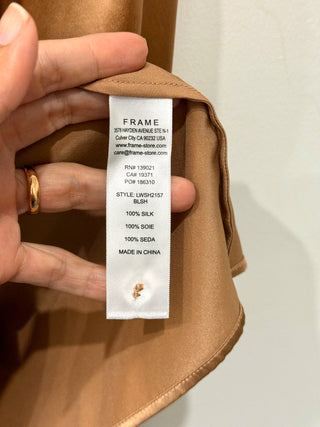 FRAME
3578 HAYDEN AVENUE STE N-1
Culver City CA 90232 USA
www.frame-store.com
care@frame-store.com
RN# 139021
CA# 19371
PO# 186310
STYLE: LWSH2157
BLSH
100% SILK
100% SOIE
100% SEDA
MADE IN CHINA